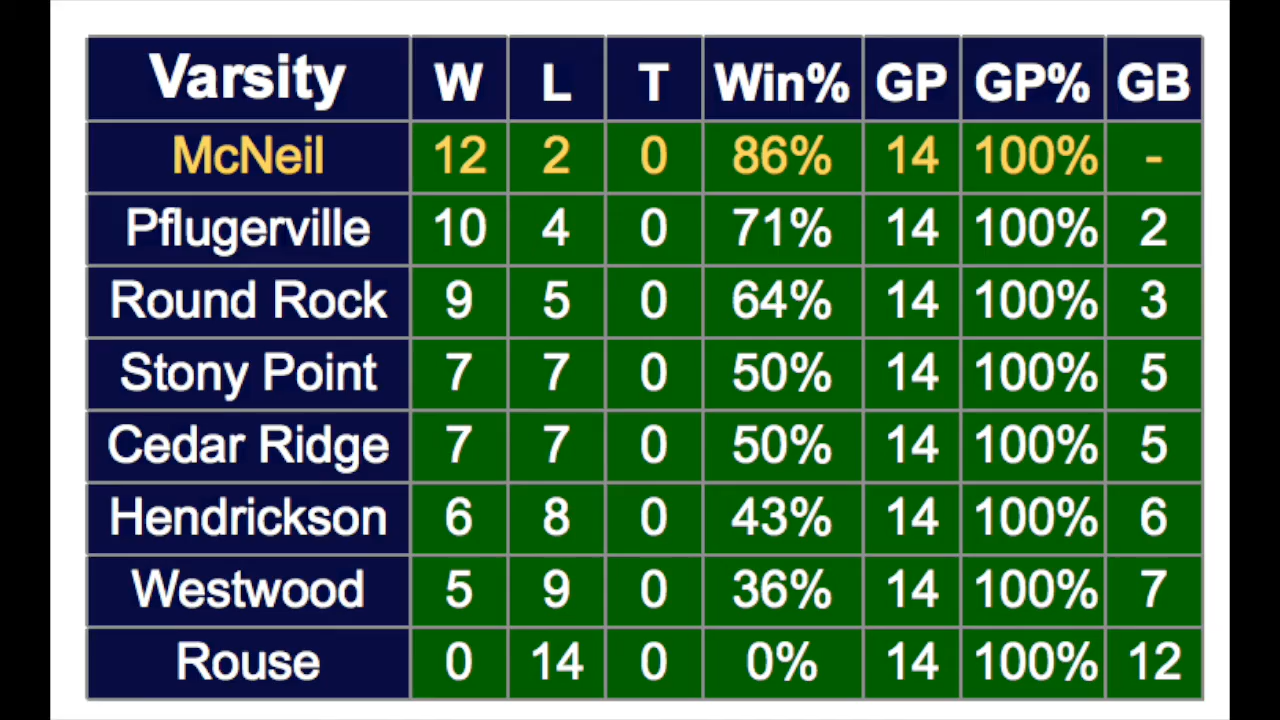 Varsity W L T Win% GP GP% GB
McNeil 12 2 0 86% 14 100% -
Pflugerville 10 4 0 71% 14 100% 2
Round Rock 9 5 0 64% 14 100% 3
Stony Point 7 7 0 50% 14 100% 5
Cedar Ridge 7 7 0 50% 14 100% 5
Hendrickson 6 8 0 43% 14 100% 6
Westwood 5 9 0 36% 14 100% 7
Rouse 0 14 0 0% 14 100% 12